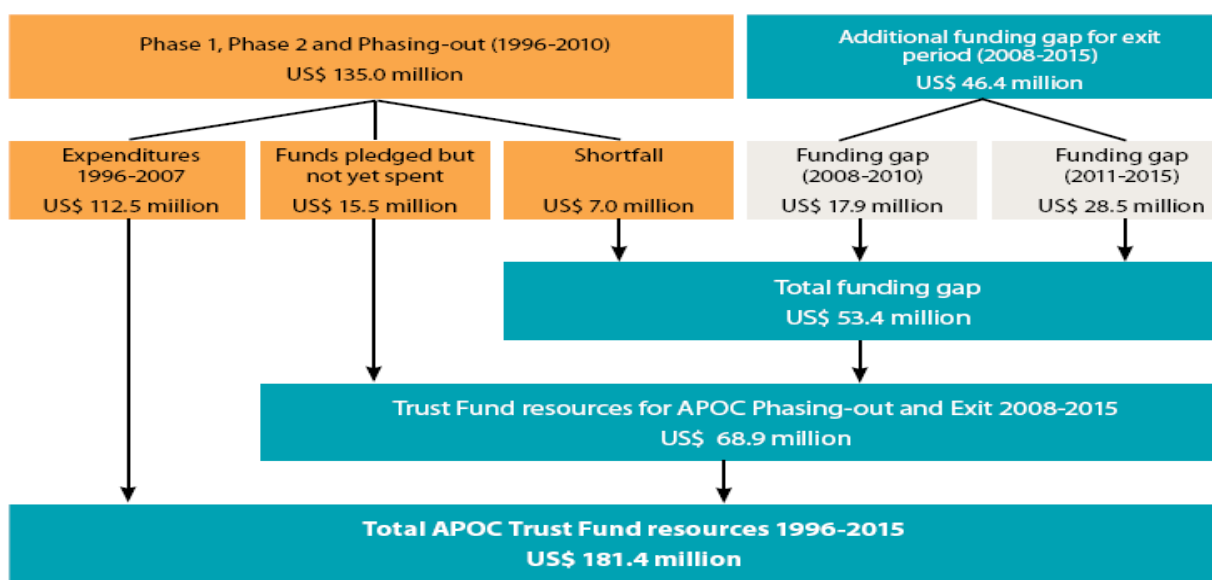 Phase 1, Phase 2 and Phasing-out (1996-2010)
US$ 135.0 million
Additional funding gap for exit
period (2008-2015)
US$ 46.4 million
Expenditures
1996-2007
US$ 112.5 miilion
Funds pledged but
not yet spent
US$ 15.5 million
Shortfall
US$ 7.0 million
Funding gap
(2008-2010)
US$ 17.9 million
Funding gap
(2011-2015)
US$ 28.5 million
Total funding gap
US$ 53.4 million
Trust Fund resources for APOC Phasing-out and Exit 2008-2015
US$ 68.9 million
Total APOC Trust Fund resources 1996-2015
US$ 181.4 million